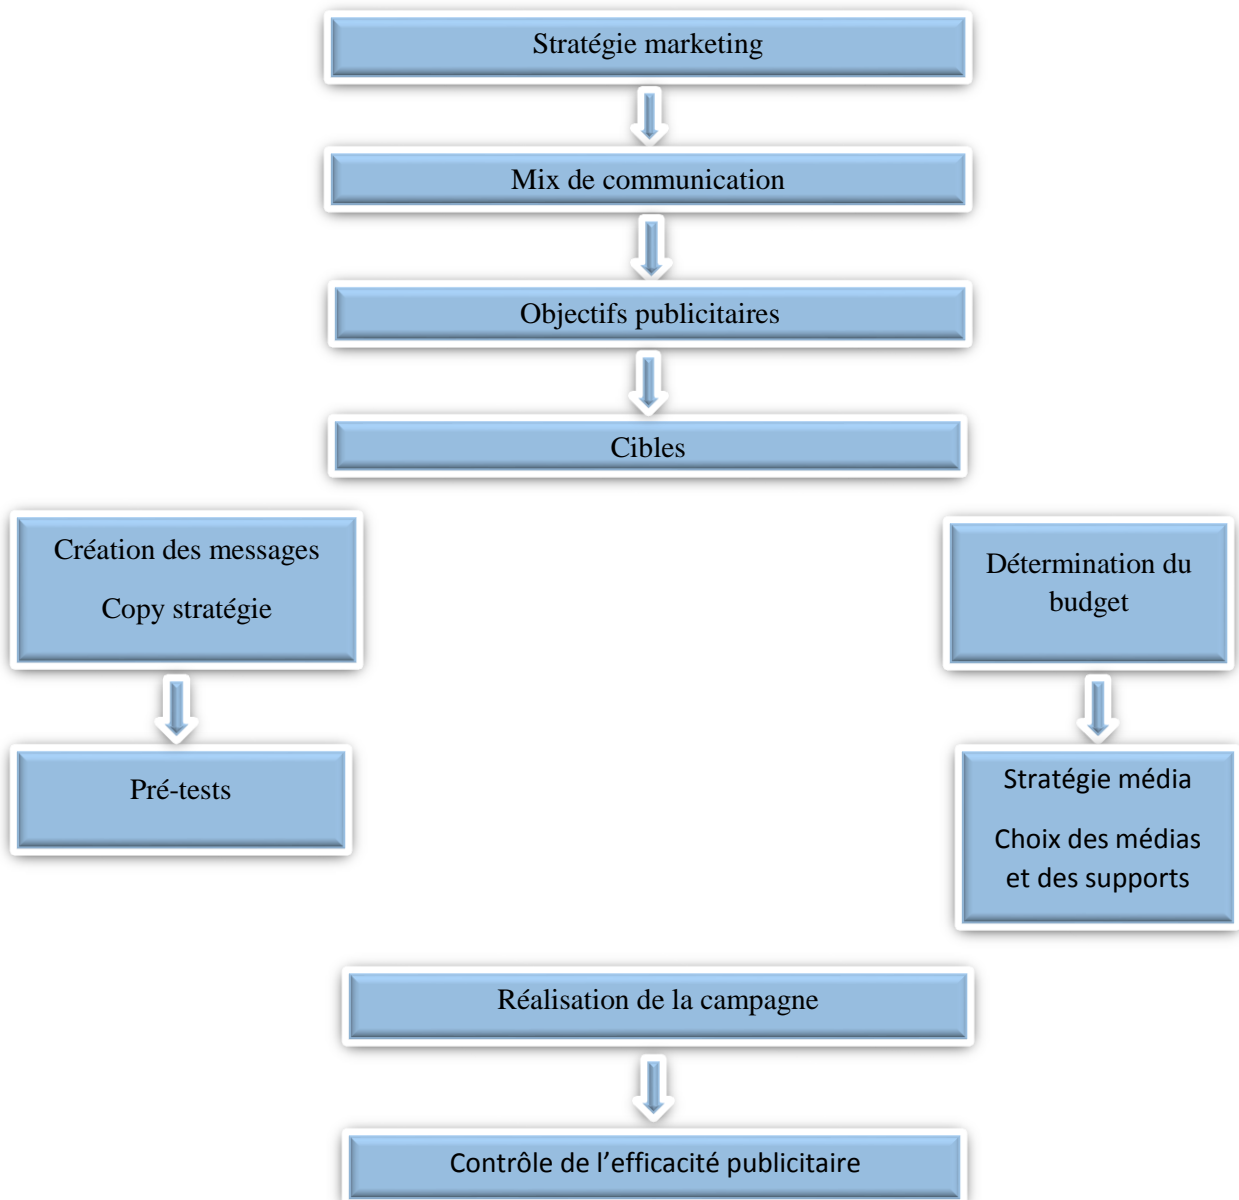 Stratégie marketing
Mix de communication
Objectifs publicitaires
Cibles
Création des messages
Copy stratégie
Détermination du
budget
Pré-tests
Stratégie média
Choix des médias
et des supports
Réalisation de la campagne
Contrôle de l’efficacité publicitaire